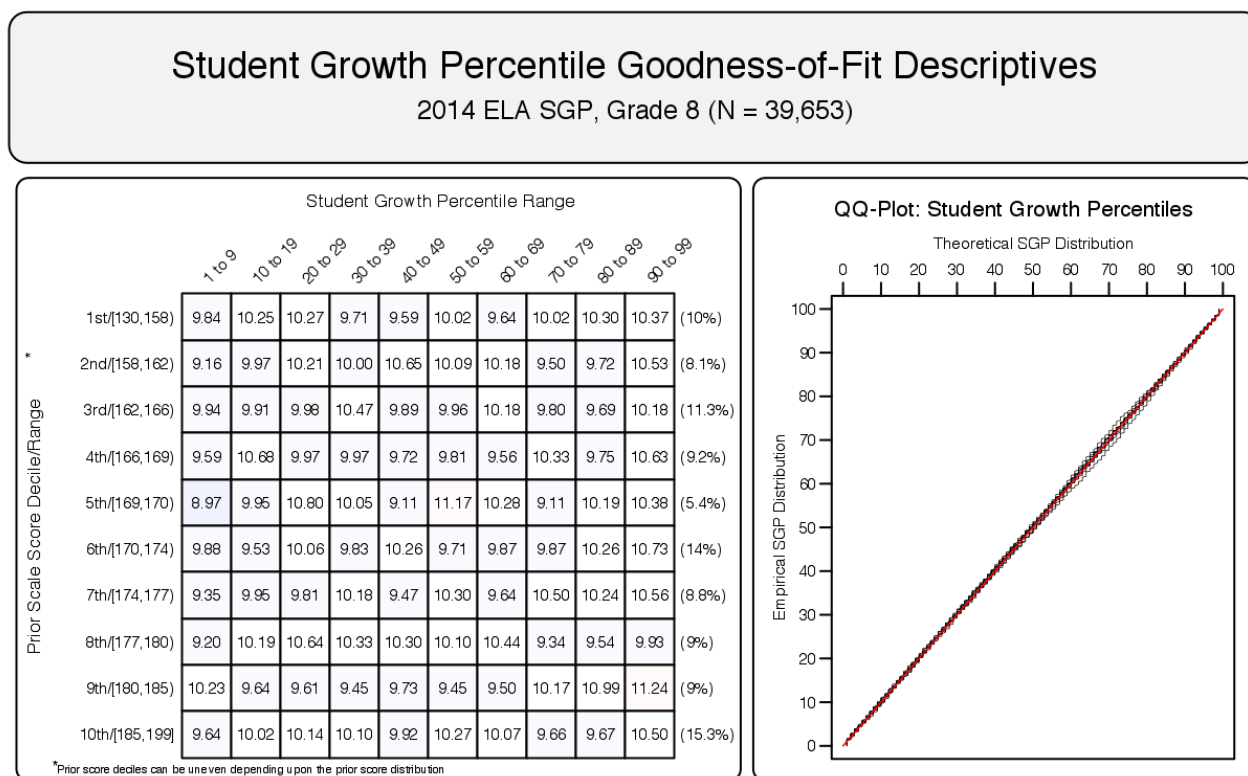 Student Growth Percentile Goodness-of-Fit Descriptives
2014 ELA SGP, Grade 8 (N = 39,653)
Student Growth Percentile Range
1 to 9 10 to 19 20 to 29 30 to 39 40 to 49 50 to 59 60 to 69 70 to 79 80 to 89 90 to 99
Prior Scale Score Decile/Range *
1st/[130,158) 9.84 10.25 10.27 9.71 9.59 10.02 9.64 10.02 10.30 10.37 (10%)
2nd/[158,162) 9.16 9.97 10.21 10.00 10.65 10.09 10.18 9.50 9.72 10.53 (8.1%)
3rd/[162,166) 9.94 9.91 9.98 10.47 9.89 9.96 10.18 9.80 9.69 10.18 (11.3%)
4th/[166,169) 9.59 10.68 9.97 9.97 9.72 9.81 9.56 10.33 9.75 10.63 (9.2%)
5th/[169,170) 8.97 9.95 10.80 10.05 9.11 11.17 10.28 9.11 10.19 10.38 (5.4%)
6th/[170,174) 9.88 9.53 10.06 9.83 10.26 9.71 9.87 9.87 10.26 10.73 (14%)
7th/[174,177) 9.35 9.95 9.81 10.18 9.47 10.30 9.64 10.50 10.24 10.56 (8.8%)
8th/[177,180) 9.20 10.19 10.64 10.33 10.30 10.10 10.44 9.34 9.54 9.93 (9%)
9th/[180,185) 10.23 9.64 9.61 9.45 9.73 9.45 9.50 10.17 10.99 11.24 (9%)
10th/[185,199] 9.64 10.02 10.14 10.10 9.92 10.27 10.07 9.66 9.67 10.50 (15.3%)
*Prior score deciles can be uneven depending upon the prior score distribution
QQ-Plot: Student Growth Percentiles
Theoretical SGP Distribution
0 10 20 30 40 50 60 70 80 90 100
Empirical SGP Distribution
100
90
80
70
60
50
40
30
20
10
0